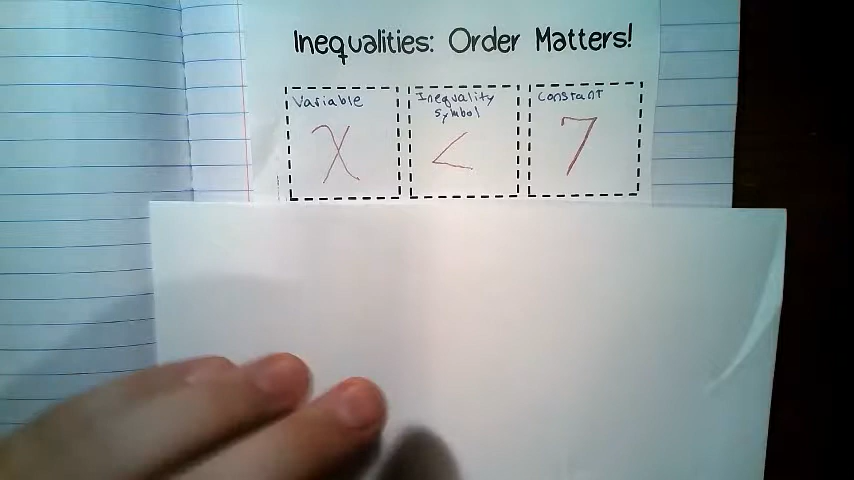 Inequalities: Order Matters!
Variable Inequality Constant
Symbol
x < 7